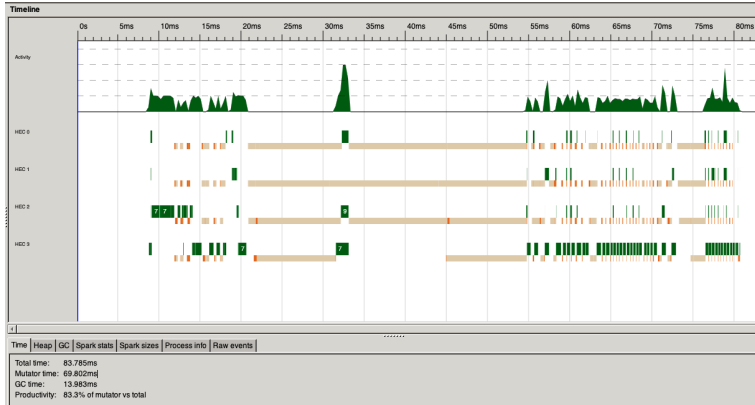 Timeline
0s 5ms 10ms 15ms 20ms 25ms 30ms 35ms 40ms 45ms 50ms 55ms 60ms 65ms 70ms 75ms 80ms
Activity
HEC 0
HEC 1
HEC 2 7 7 9
HEC 3 7 7
Time Heap GC Spark stats Spark sizes Process info Raw events
Total time: 83.785ms
Mutator time: 69.802ms
GC time: 13.983ms
Productivity: 83.3% of mutator vs total